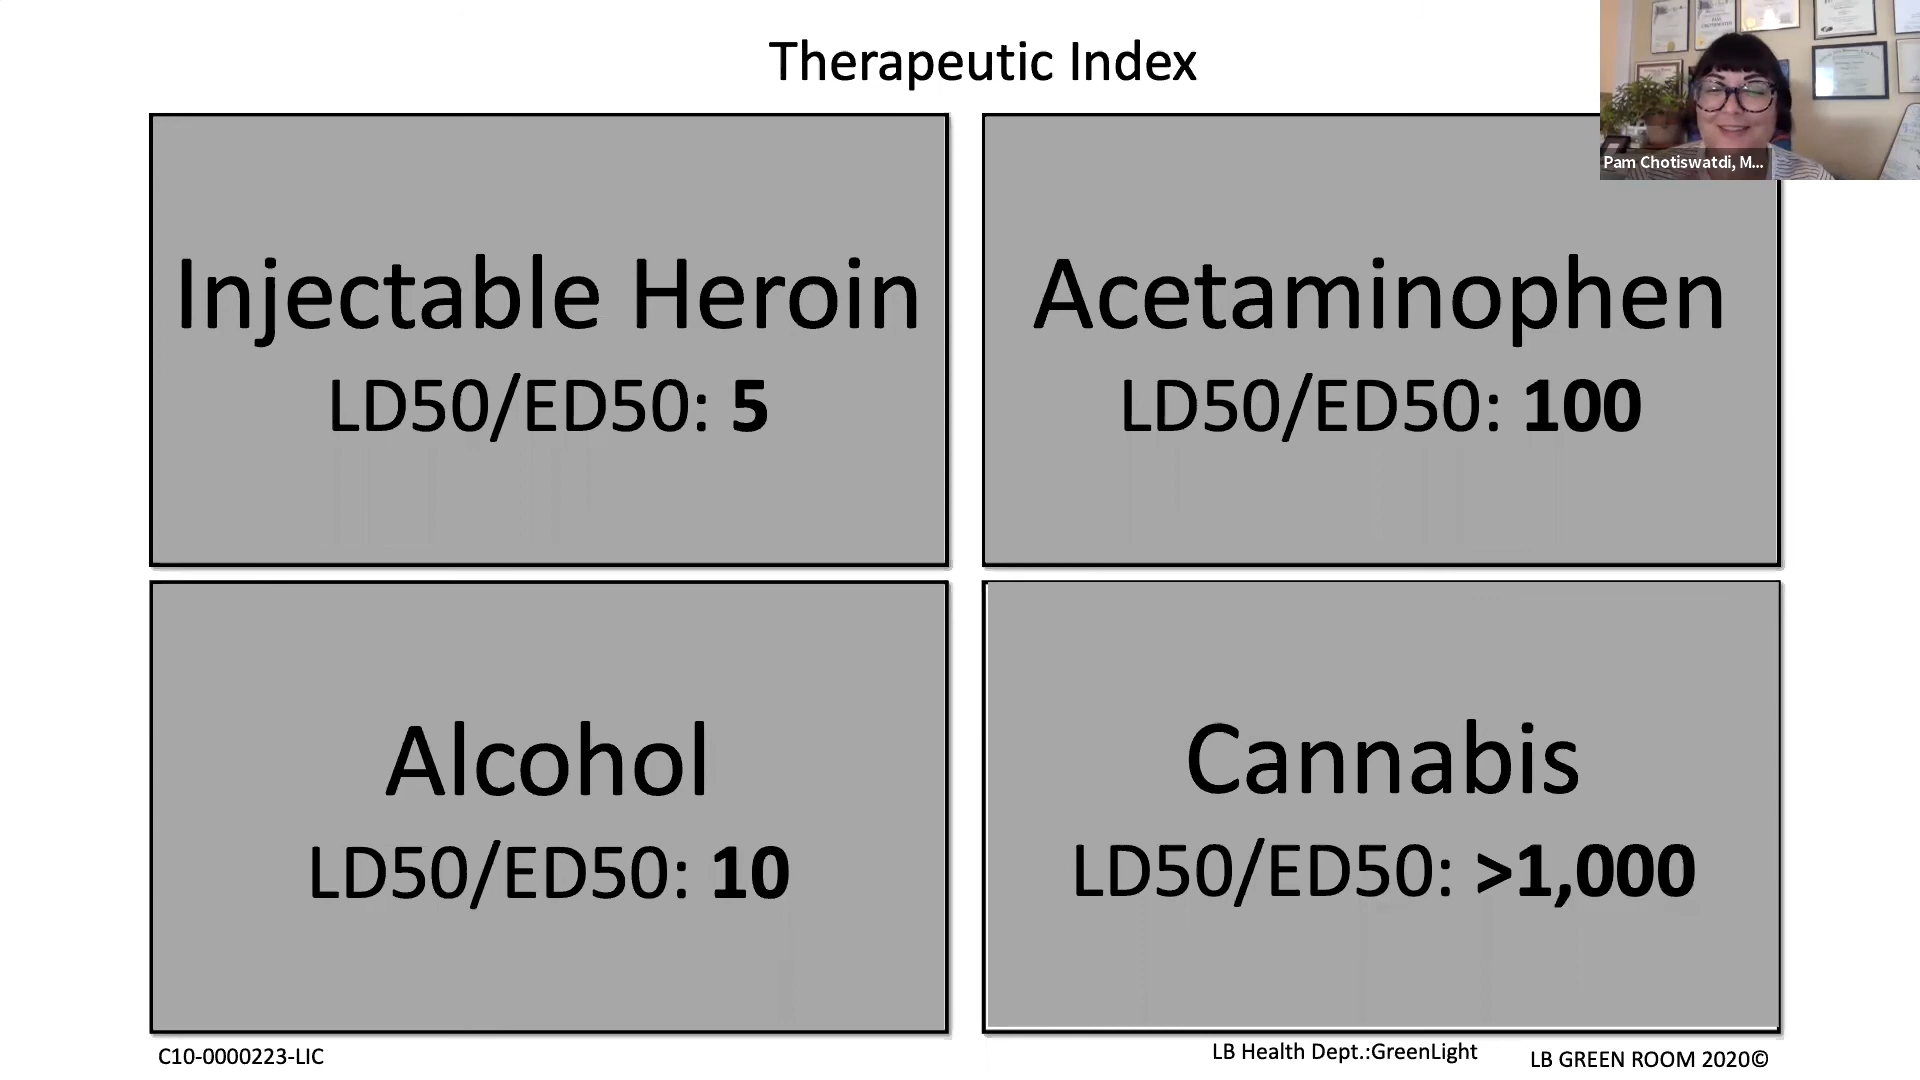 Therapeutic Index
Pam Chotiswatdi, M...
Injectable Heroin
LD50/ED50: 5
Acetaminophen
LD50/ED50: 100
Alcohol
LD50/ED50: 10
Cannabis
LD50/ED50: >1,000
C10-0000223-LIC
LB Health Dept.:GreenLight
LB GREEN ROOM 2020©